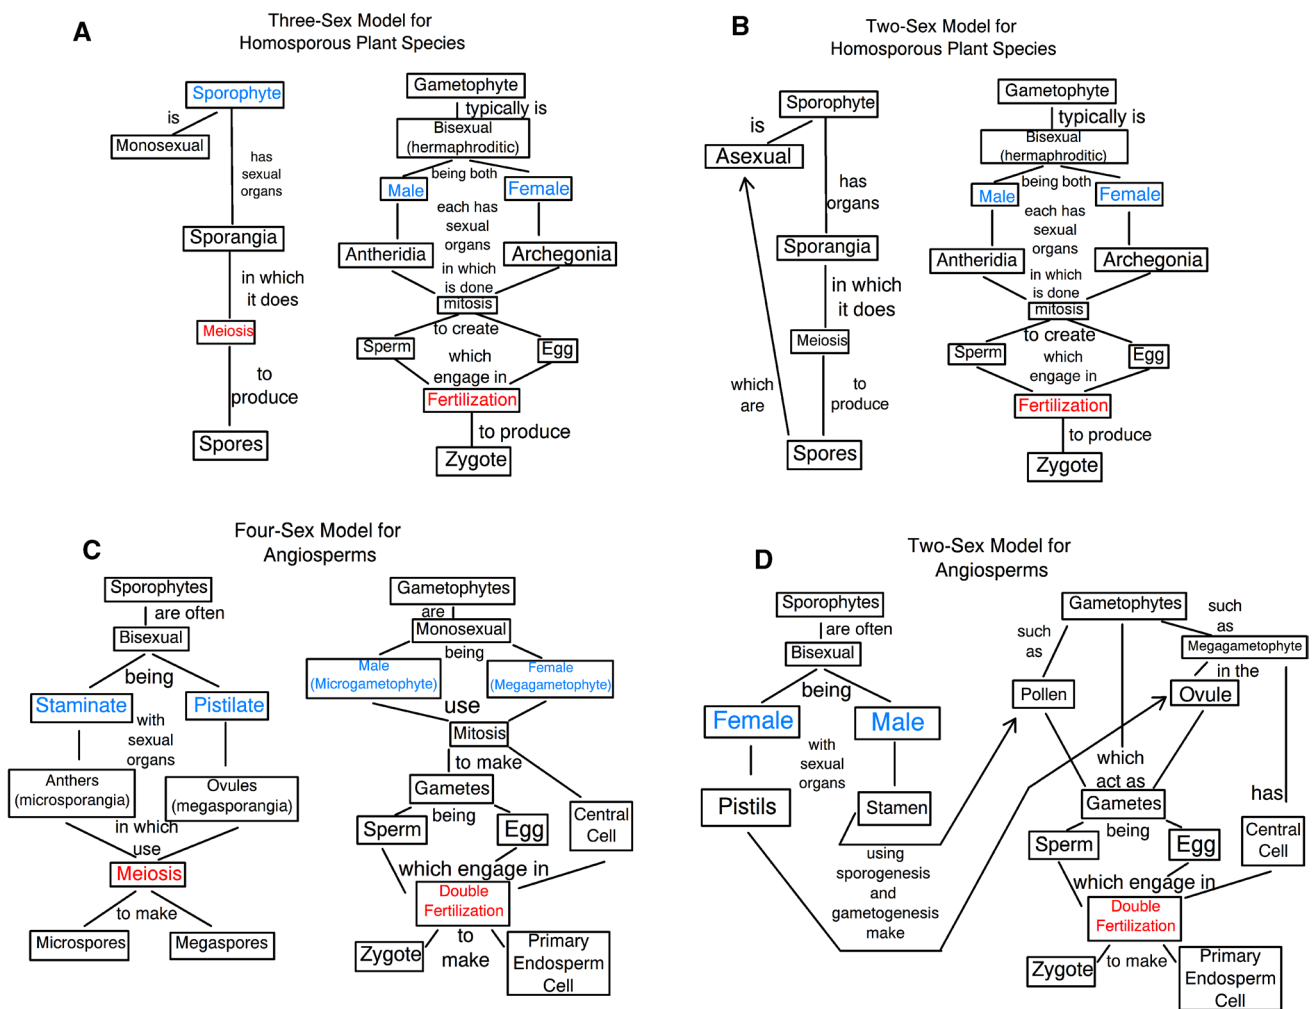 A
Three-Sex Model for
Homosporous Plant Species
Sporophyte
is
Monosexual
has
sexual
organs
Sporangia
in which
it does
Meiosis
to
produce
Spores
Gametophyte
typically is
Bisexual
(hermaphroditic)
being both
Male
Female
each has
sexual
organs
Antheridia
Archegonia
in which
is done
mitosis
to create
Sperm
Egg
which
engage in
Fertilization
to produce
Zygote
B
Two-Sex Model for
Homosporous Plant Species
Sporophyte
is
Asexual
has
organs
Sporangia
in which
it does
Meiosis
which
are
to
produce
Spores
Gametophyte
typically is
Bisexual
(hermaphroditic)
being both
Male
Female
each has
sexual
organs
Antheridia
Archegonia
in which
is done
mitosis
to create
Sperm
Egg
which
engage in
Fertilization
to produce
Zygote
C
Four-Sex Model for
Angiosperms
Sporophytes
are often
Bisexual
being
Staminate
Pistilate
with
sexual
organs
Anthers
(microsporangia)
Ovules
(megasporangia)
in which
use
Meiosis
to make
Microspores
Megaspores
Gametophytes
are
Monosexual
being
Male
(Microgametophyte)
Female
(Megagametophyte)
use
Mitosis
to make
Gametes
being
Sperm
Egg
Central
Cell
which engage in
Double
Fertilization
to
make
Zygote
Primary
Endosperm
Cell
D
Two-Sex Model for
Angiosperms
Sporophytes
are often
Bisexual
being
Female
Male
with
sexual
organs
Pistils
Stamen
using
sporogenesis
and
gametogenesis
make
Gametophytes
such
as
such
as
Megagametophyte
in the
Pollen
Ovule
which
act as
Gametes
has
being
Sperm
Egg
Central
Cell
which engage in
Double
Fertilization
to make
Zygote
Primary
Endosperm
Cell